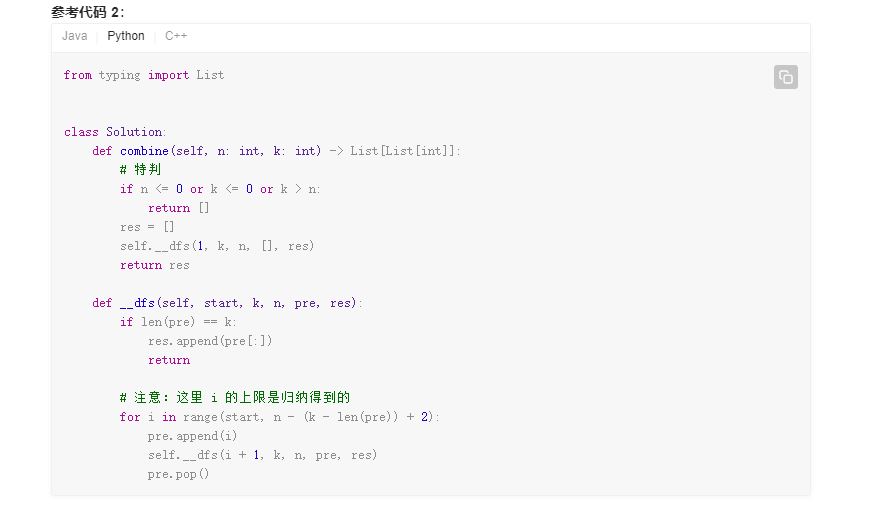 参考代码 2：
Java Python C++
from typing import List
class Solution:
    def combine(self, n: int, k: int) -> List[List[int]]:
        # 特判
        if n <= 0 or k <= 0 or k > n:
            return []
        res = []
        self.__dfs(1, k, n, [], res)
        return res
    def __dfs(self, start, k, n, pre, res):
        if len(pre) == k:
            res.append(pre[:])
            return
        # 注意：这里 i 的上限是归纳得到的
        for i in range(start, n - (k - len(pre)) + 2):
            pre.append(i)
            self.__dfs(i + 1, k, n, pre, res)
            pre.pop()